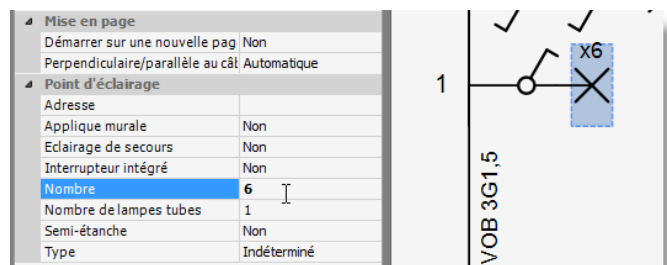 Mise en page
Démarrer sur une nouvelle pag Non
Perpendiculaire/parallèle au câl Automatique
Point d'éclairage
Adresse
Applique murale Non
Eclairage de secours Non
Interrupteur intégré Non
Nombre 6
Nombre de lampes tubes 1
Semi-étanche Non
Type Indéterminé
x6
1
VOB 3G1,5